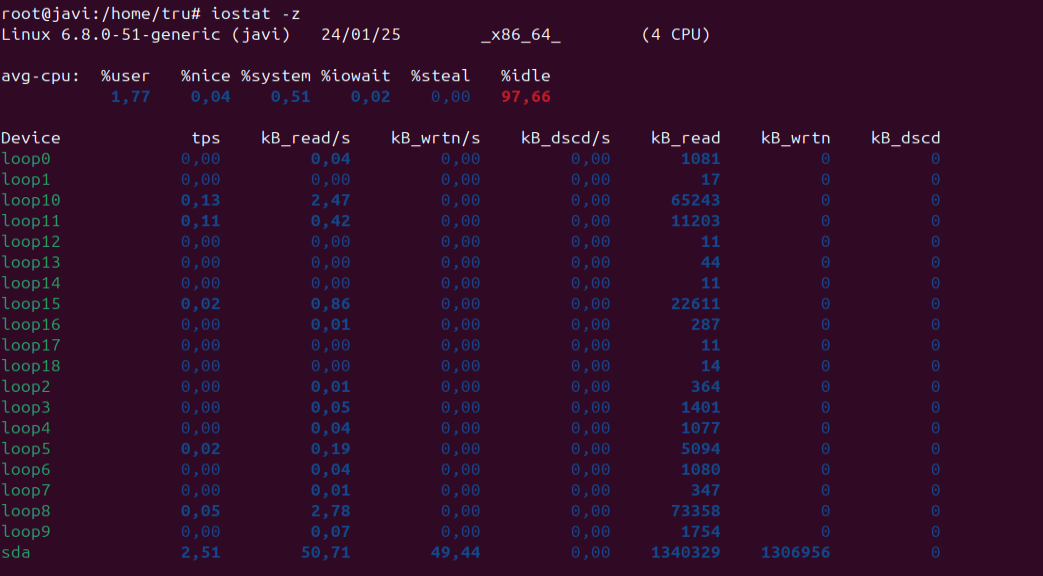 root@javi:/home/tru# iostat -z
Linux 6.8.0-51-generic (javi) 24/01/25 _x86_64_ (4 CPU)
avg-cpu: %user %nice %system %iowait %steal %idle
1,77 0,04 0,51 0,02 0,00 97,66
Device tps kB_read/s kB_wrtn/s kB_dscd/s kB_read kB_wrtn kB_dscd
loop0 0,00 0,04 0,00 0,00 1081 0 0
loop1 0,00 0,00 0,00 0,00 17 0 0
loop10 0,13 2,47 0,00 0,00 65243 0 0
loop11 0,11 0,42 0,00 0,00 11203 0 0
loop12 0,00 0,00 0,00 0,00 11 0 0
loop13 0,00 0,00 0,00 0,00 44 0 0
loop14 0,00 0,00 0,00 0,00 11 0 0
loop15 0,02 0,86 0,00 0,00 22611 0 0
loop16 0,00 0,01 0,00 0,00 287 0 0
loop17 0,00 0,00 0,00 0,00 11 0 0
loop18 0,00 0,00 0,00 0,00 14 0 0
loop2 0,00 0,01 0,00 0,00 364 0 0
loop3 0,00 0,05 0,00 0,00 1401 0 0
loop4 0,00 0,04 0,00 0,00 1077 0 0
loop5 0,02 0,19 0,00 0,00 5094 0 0
loop6 0,00 0,04 0,00 0,00 1080 0 0
loop7 0,00 0,01 0,00 0,00 347 0 0
loop8 0,05 2,78 0,00 0,00 73358 0 0
loop9 0,00 0,07 0,00 0,00 1754 0 0
sda 2,51 50,71 49,44 0,00 1340329 1306956 0